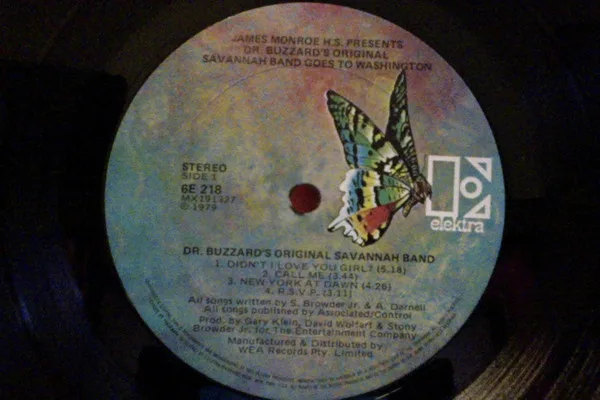 JAMES MONROE H.S. PRESENTS
DR. BUZZARD'S ORIGINAL
SAVANNAH BAND GOES TO WASHINGTON
STEREO
SIDE 1
6E 218
MX191327
© 1979
elektra
DR. BUZZARD'S ORIGINAL SAVANNAH BAND
1. DIDN'T I LOVE YOU GIRL? (5.18)
2. CALL ME (3.44)
3. NEW YORK AT DAWN (4.26)
4. R.S.V.P. (3.11)
All songs written by S. Browder Jr. & A. Darnell
All songs published by Associated/Control
Prod. by Gary Klein, David Wolfert & Stony
Browder Jr. for The Entertainment Company
Manufactured & Distributed by
WEA Records Pty. Limited